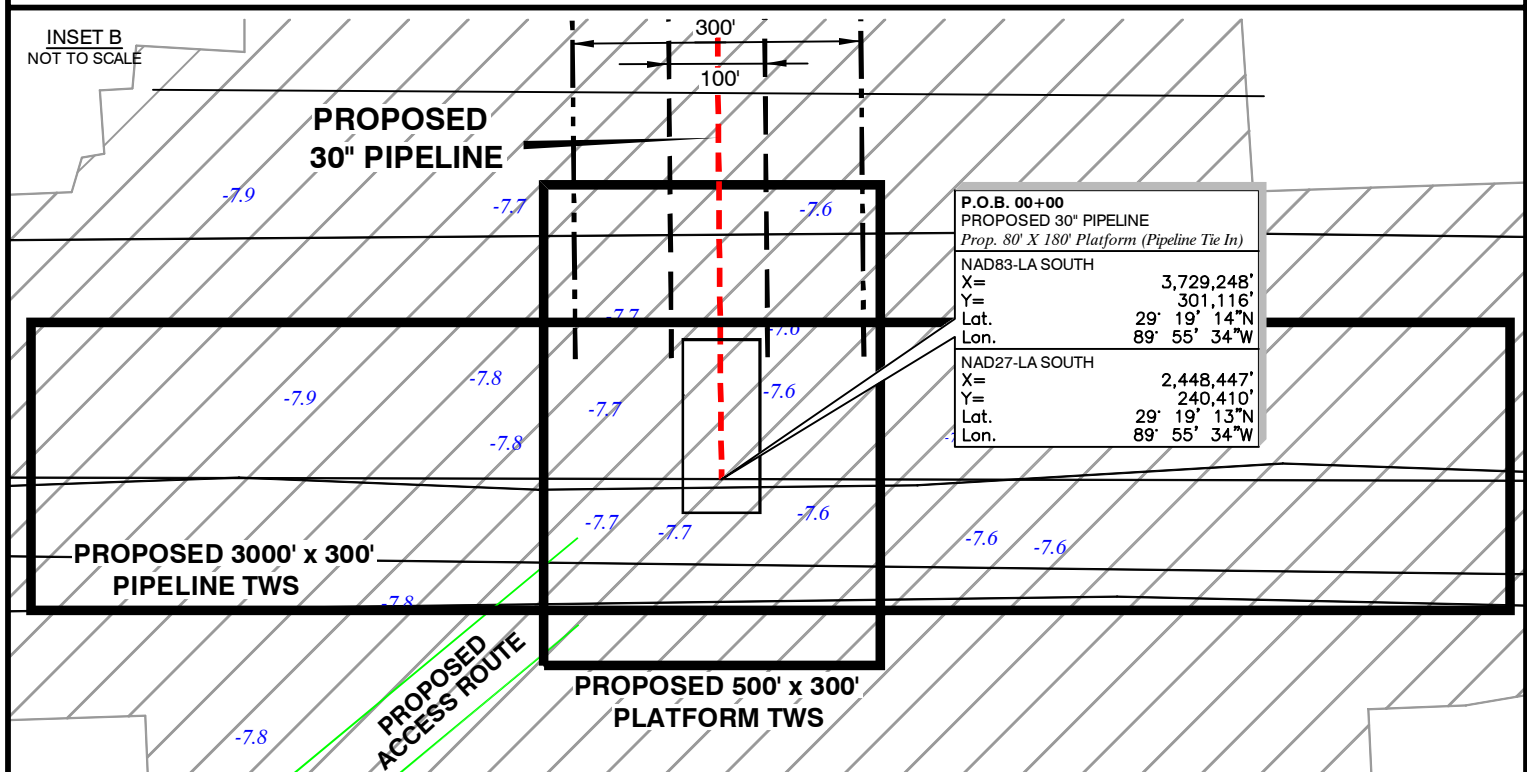 INSET B
NOT TO SCALE
300'
100'
PROPOSED
30" PIPELINE
-7.9
-7.7
-7.6
P.O.B. 00+00
PROPOSED 30" PIPELINE
Prop. 80' X 180' Platform (Pipeline Tie In)
NAD83-LA SOUTH
X= 3,729,248'
Y= 301,116'
Lat. 29° 19' 14"N
Lon. 89° 55' 34"W
NAD27-LA SOUTH
X= 2,448,447'
Y= 240,410'
Lat. 29° 19' 13"N
Lon. 89° 55' 34"W
-7.7
-7.6
-7.8
-7.9
-7.6
-7.7
-7.8
-7.7
-7.7
-7.6
-7.6
-7.6
PROPOSED 3000' x 300'
PIPELINE TWS
-7.8
PROPOSED
ACCESS ROUTE
PROPOSED 500' x 300'
PLATFORM TWS
-7.8